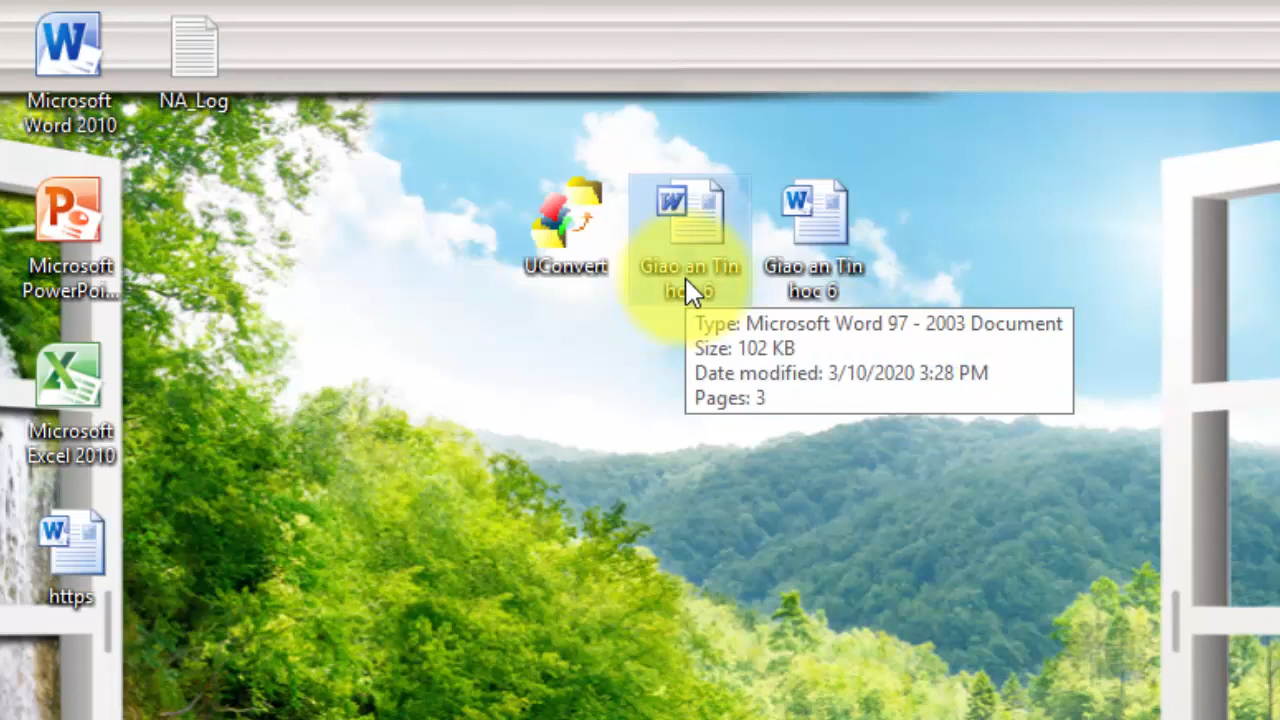 Microsoft
Word 2010
NA_Log
Microsoft
PowerPoi...
UConvert
Giao an Tin
hoc 6
Giao an Tin
hoc 6
Type: Microsoft Word 97 - 2003 Document
Size: 102 KB
Date modified: 3/10/2020 3:28 PM
Pages: 3
Microsoft
Excel 2010
https